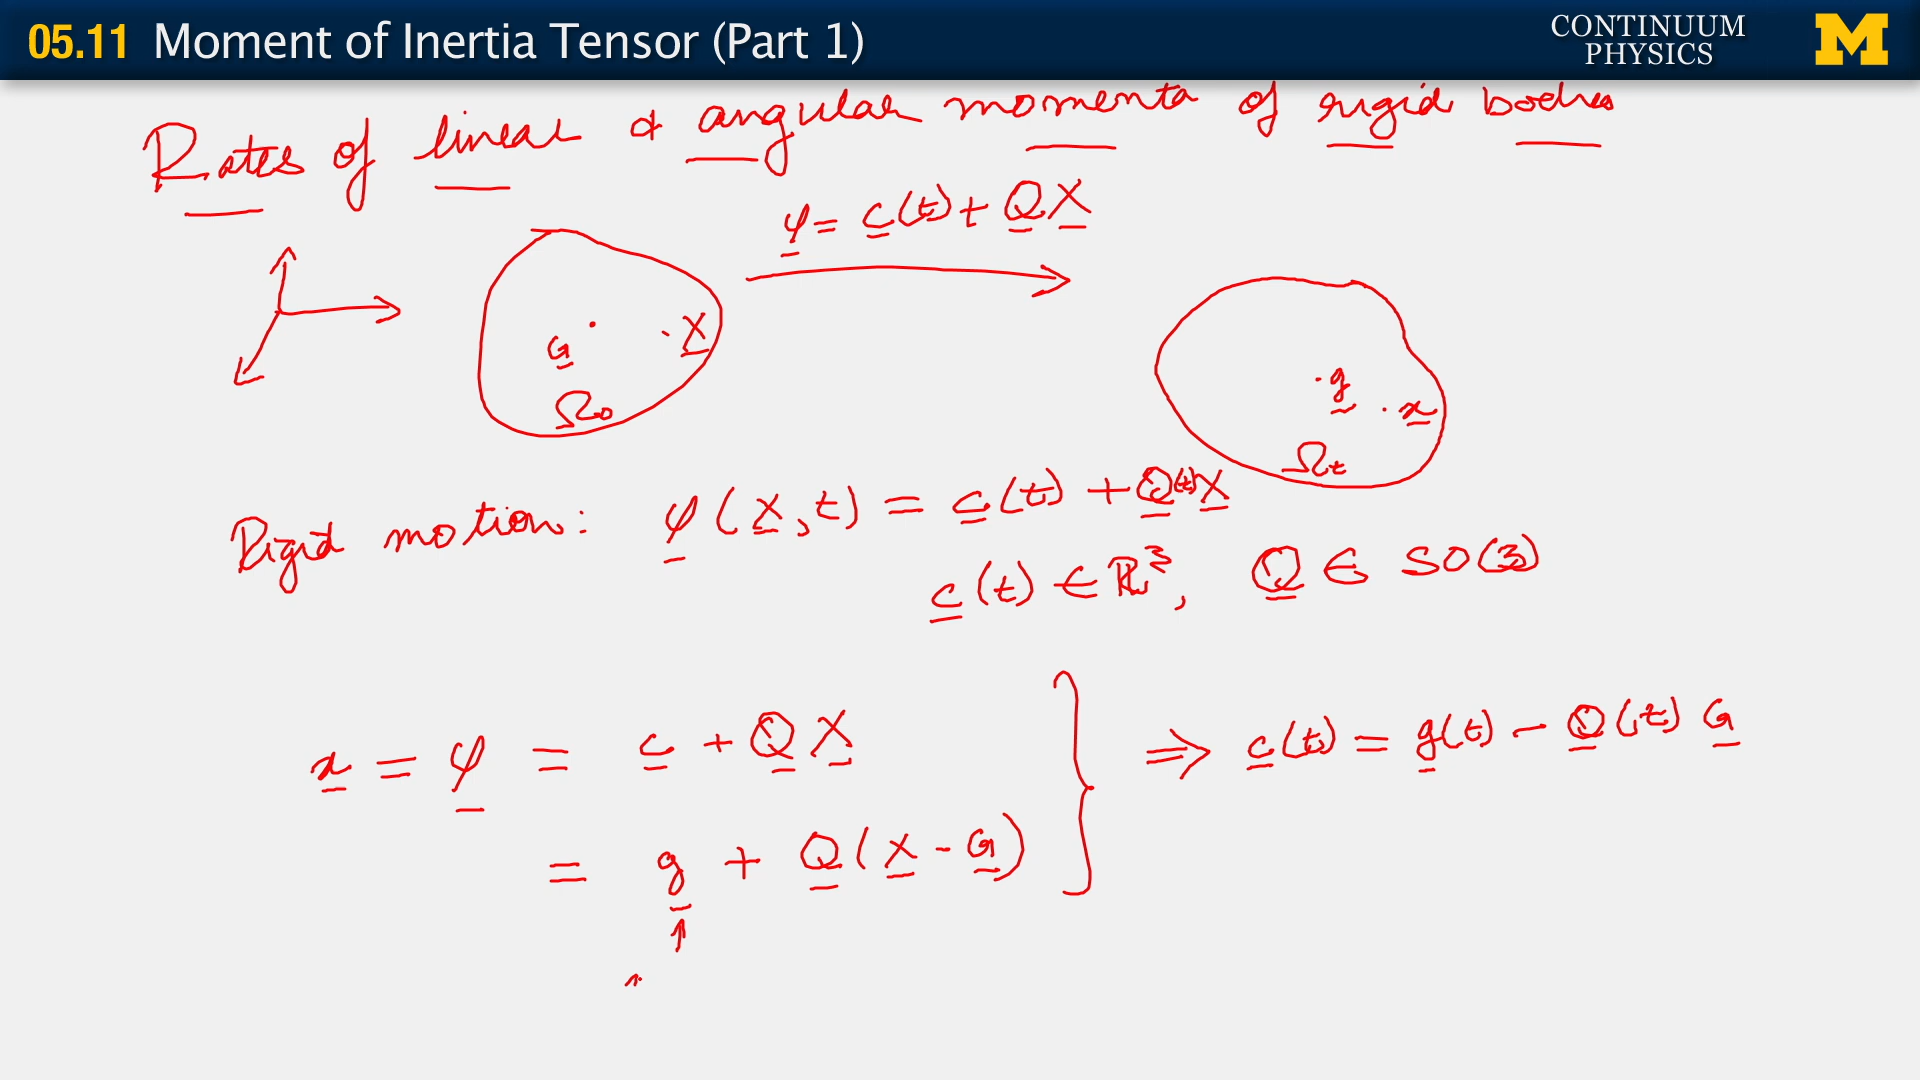 05.11 Moment of Inertia Tensor (Part 1)
CONTINUUM PHYSICS
M
Rates of linear & angular momenta of rigid bodies
φ = c(t) + QX
G
X
Ω₀
g
x
Ωt
Rigid motion: φ(X,t) = c(t) + Q(t)X
c(t) ∈ ℝ³, Q ∈ SO(3)
x = φ = c + QX
= g + Q(X - G)
⇒ c(t) = g(t) - Q(t) G